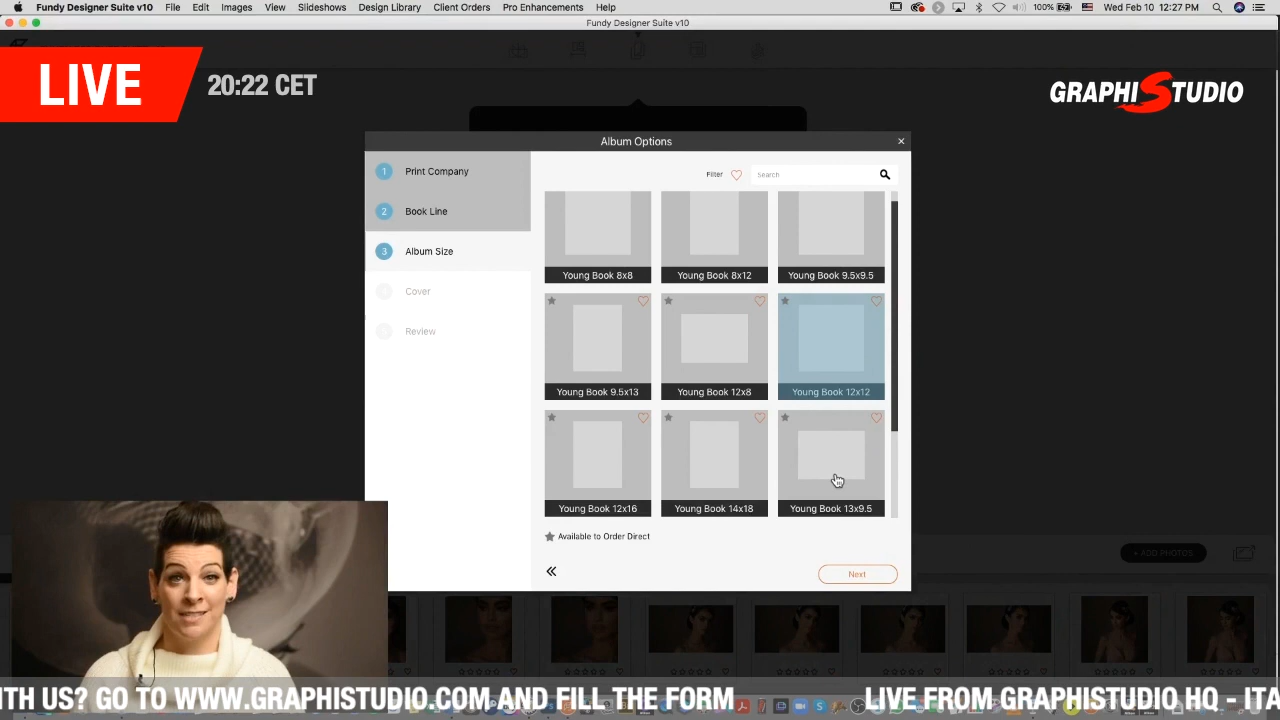 Fundy Designer Suite v10 File Edit Images View Slideshows Design Library Client Orders Pro Enhancements Help 100% Wed Feb 10 12:27 PM
Fundy Designer Suite v10
LIVE 20:22 CET GRAPHISTUDIO
Album Options
1 Print Company
2 Book Line
3 Album Size
Cover
Review
Filter Search
Young Book 8x8 Young Book 8x12 Young Book 9.5x9.5
Young Book 9.5x13 Young Book 12x8 Young Book 12x12
Young Book 12x16 Young Book 14x18 Young Book 13x9.5
Available to Order Direct
Next
+ ADD PHOTOS
ITH US? GO TO WWW.GRAPHISTUDIO.COM AND FILL THE FORM LIVE FROM GRAPHISTUDIO HQ - ITA